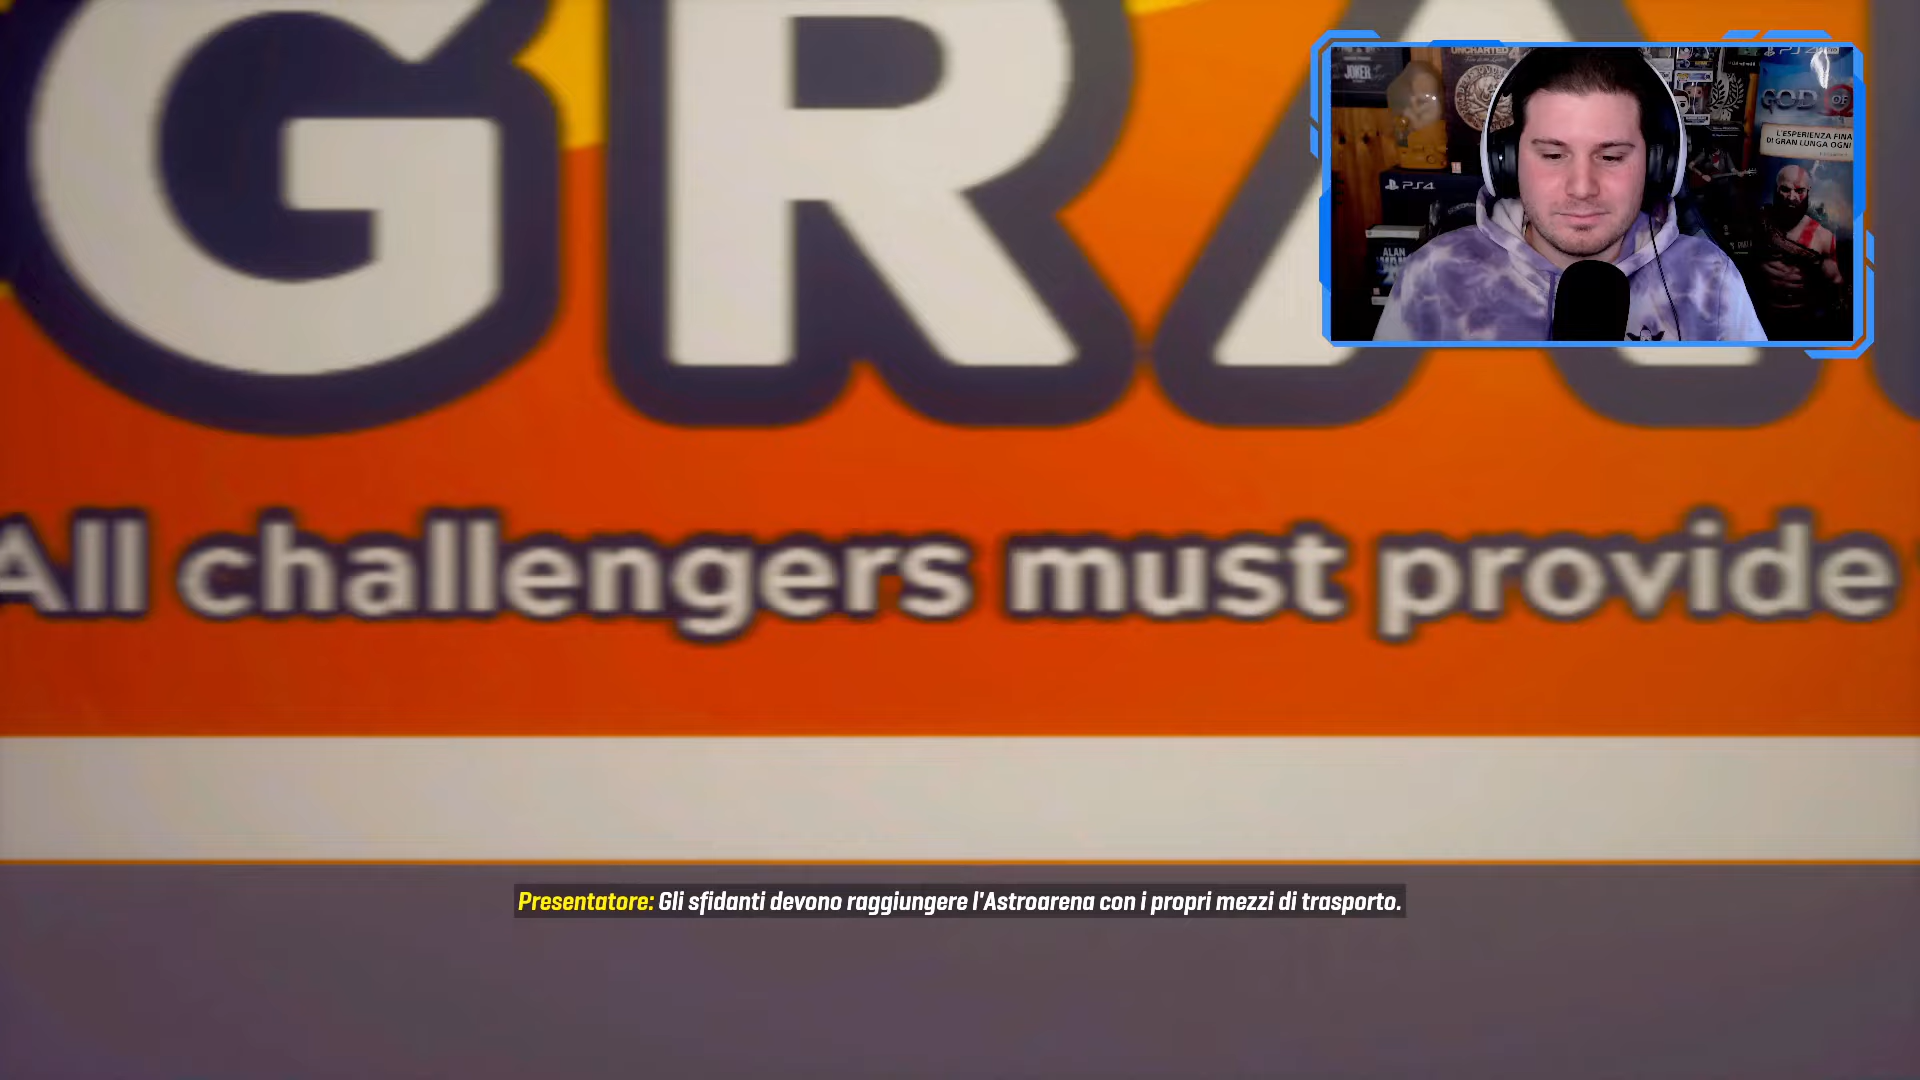 GRA
All challengers must provide
Presentatore: Gli sfidanti devono raggiungere l'Astroarena con i propri mezzi di trasporto.
UNCHARTED
JOKER
PS4
PS4
ALAN
GOD OF
L'ESPERIENZA FINA
DI GRAN LUNGA OGNI